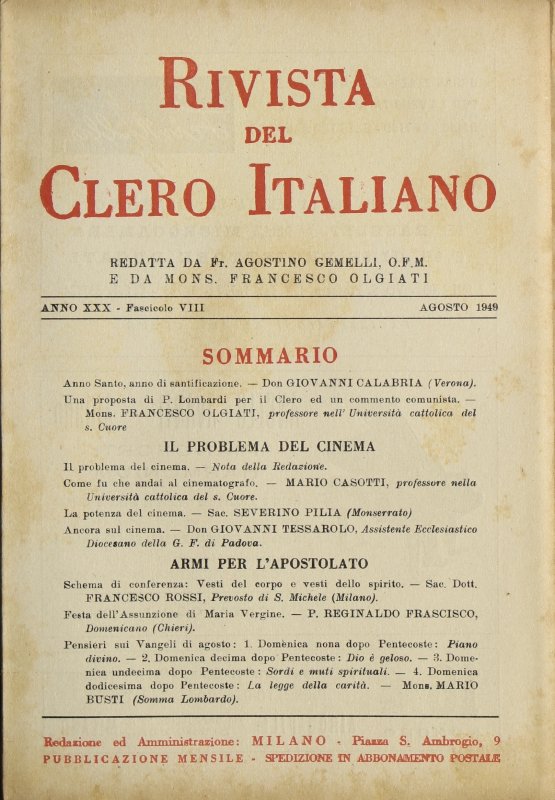 RIVISTA
DEL
CLERO ITALIANO
REDATTA DA Fr. AGOSTINO GEMELLI, O.F.M.
E DA MONS. FRANCESCO OLGIATI
ANNO XXX - Fascicolo VIII AGOSTO 1949
SOMMARIO
Anno Santo, anno di santificazione. — Don GIOVANNI CALABRIA (Verona).
Una proposta di P. Lombardi per il Clero ed un commento comunista. —
Mons. FRANCESCO OLGIATI, professore nell' Università cattolica del
s. Cuore
IL PROBLEMA DEL CINEMA
Il problema del cinema. — Nota della Redazione.
Come fu che andai al cinematografo. — MARIO CASOTTI, professore nella
Università cattolica del s. Cuore.
La potenza del cinema. — Sac. SEVERINO PILIA (Monserrato)
Ancora sul cinema. — Don GIOVANNI TESSAROLO, Assistente Ecclesiastico
Diocesano della G. F. di Padova.
ARMI PER L'APOSTOLATO
Schema di conferenza: Vesti del corpo e vesti dello spirito. — Sac. Dott.
FRANCESCO ROSSI, Prevosto di S. Michele (Milano).
Festa dell'Assunzione di Maria Vergine. — P. REGINALDO FRASCISCO,
Domenicano (Chieri).
Pensieri sui Vangeli di agosto: 1. Domenica nona dopo Pentecoste: Piano
divino. — 2. Domenica decima dopo Pentecoste: Dio è geloso. — 3. Dome-
nica undecima dopo Pentecoste: Sordi e muti spirituali. — 4. Domenica
dodicesima dopo Pentecoste: La legge della carità. — Mons. MARIO
BUSTI (Somma Lombardo).
Redazione ed Amministrazione: MILANO - Piazza S. Ambrogio, 9
PUBBLICAZIONE MENSILE - SPEDIZIONE IN ABBONAMENTO POSTALE